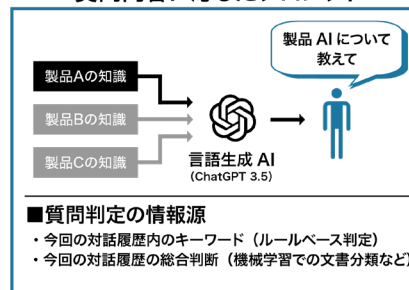 製品 AI について
教えて
製品Aの知識
製品Bの知識
製品Cの知識
言語生成 AI
(ChatGPT 3.5)
■質問判定の情報源
・今回の対話履歴内のキーワード（ルールベース判定）
・今回の対話履歴の総合判断（機械学習での文書分類など）